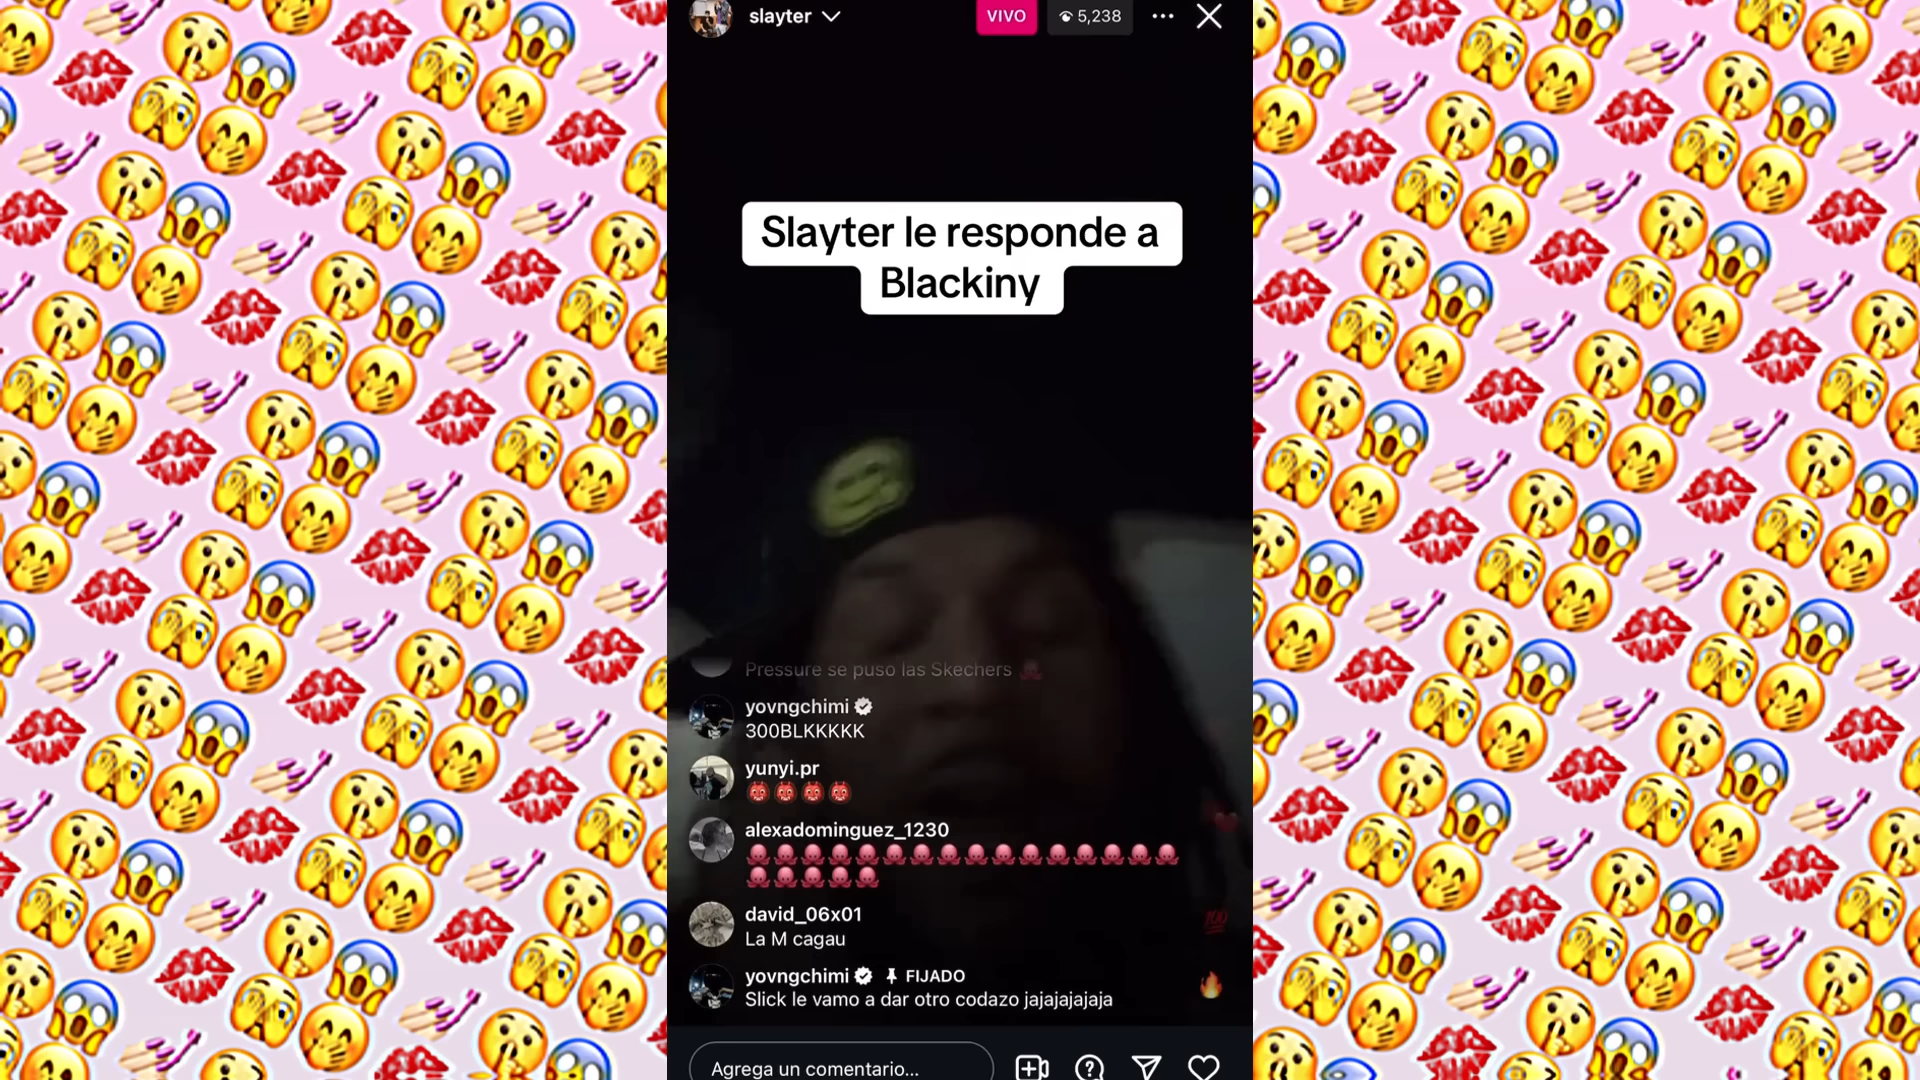 slayter
VIVO
5,238
Slayter le responde a
Blackiny
Pressure se puso las Skechers
yovngchimi
300BLKKKKK
yunyi.pr
alexadominguez_1230
david_06x01
La M cagau
yovngchimi FIJADO
Slick le vamo a dar otro codazo jajajajajaja
Agrega un comentario...